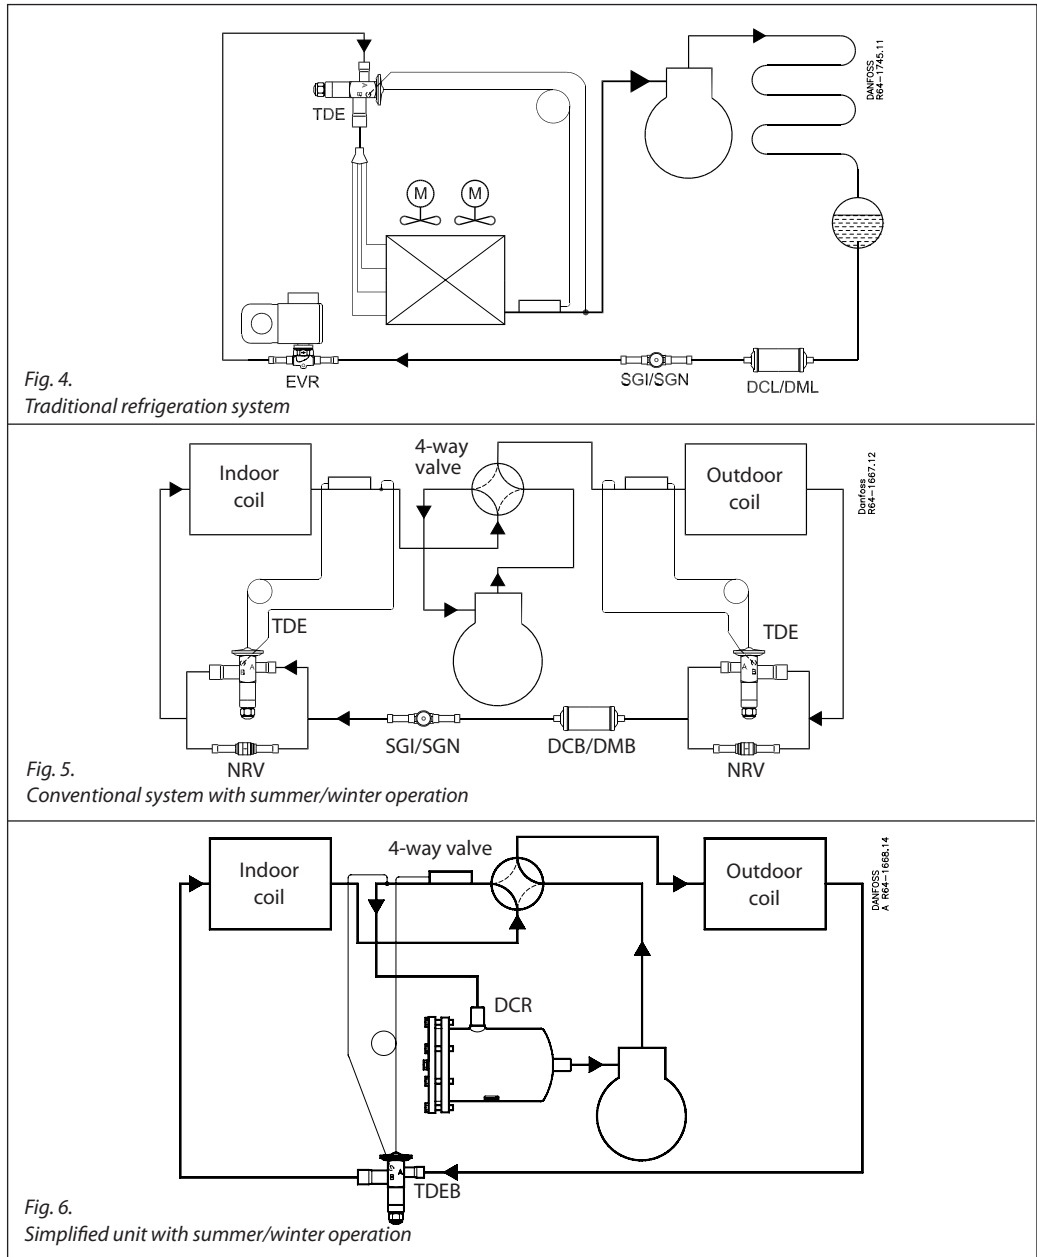 DANFOSS
R64-1745.11
TDE
A
B
M
M
EVR
SGI/SGN
DCL/DML
Fig. 4.
Traditional refrigeration system
Indoor
coil
4-way
valve
Outdoor
coil
Danfoss
R64-1667.12
TDE
B A
TDE
A
B
SGI/SGN
DCB/DMB
NRV
NRV
Fig. 5.
Conventional system with summer/winter operation
Indoor
coil
4-way valve
Outdoor
coil
DANFOSS
A R64-1668.14
DCR
B A
TDEB
Fig. 6.
Simplified unit with summer/winter operation